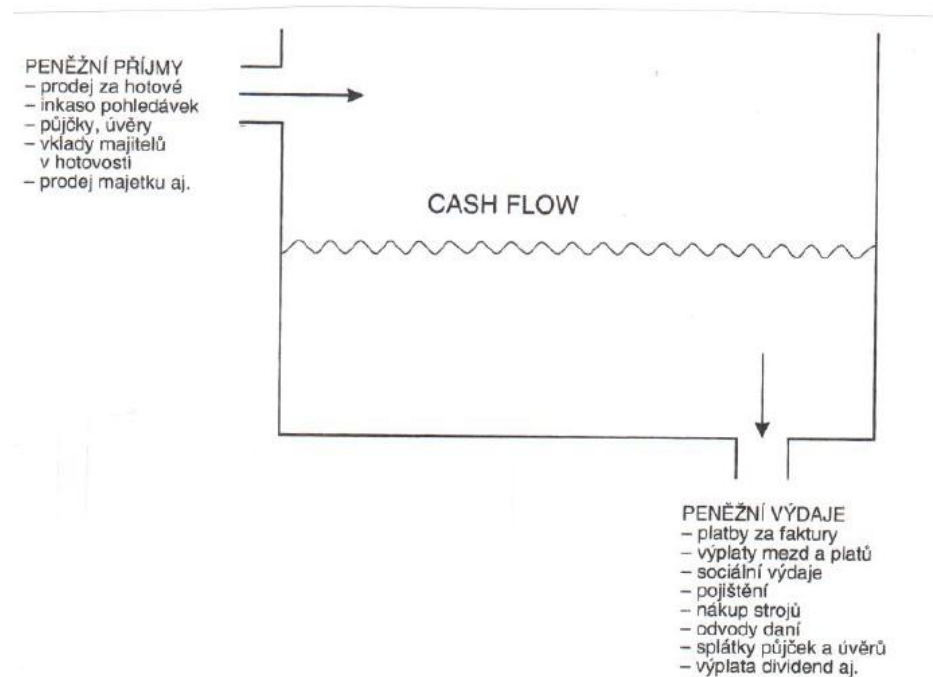 PENĚŽNÍ PŘÍJMY
– prodej za hotové
– inkaso pohledávek
– půjčky, úvěry
– vklady majitelů
v hotovosti
– prodej majetku aj.
CASH FLOW
PENĚŽNÍ VÝDAJE
– platby za faktury
– výplaty mezd a platů
– sociální výdaje
– pojištění
– nákup strojů
– odvody daní
– splátky půjček a úvěrů
– výplata dividend aj.